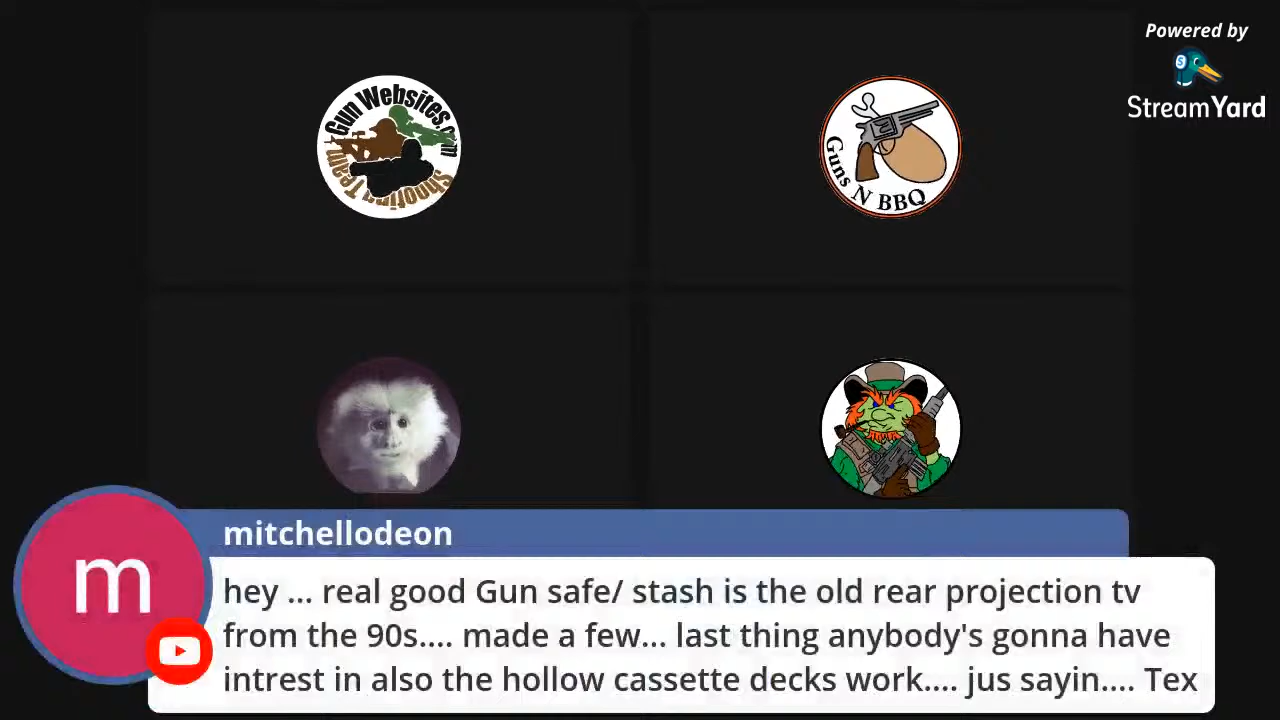 Powered by
StreamYard
Gun Websites.com
Shooting Team
Guns N BBQ
mitchellodeon
m
hey ... real good Gun safe/ stash is the old rear projection tv
from the 90s.... made a few... last thing anybody's gonna have
intrest in also the hollow cassette decks work.... jus sayin.... Tex